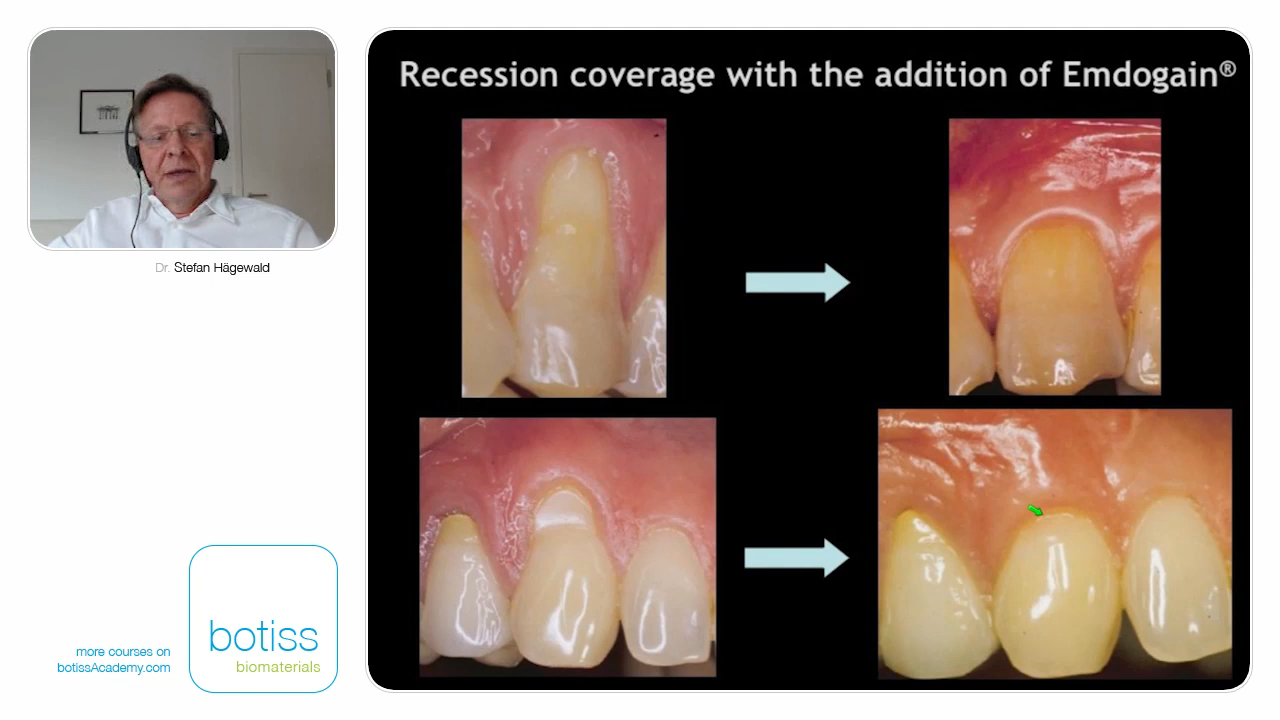 Recession coverage with the addition of Emdogain®
Dr. Stefan Hägewald
botiss
biomaterials
more courses on
botissAcademy.com